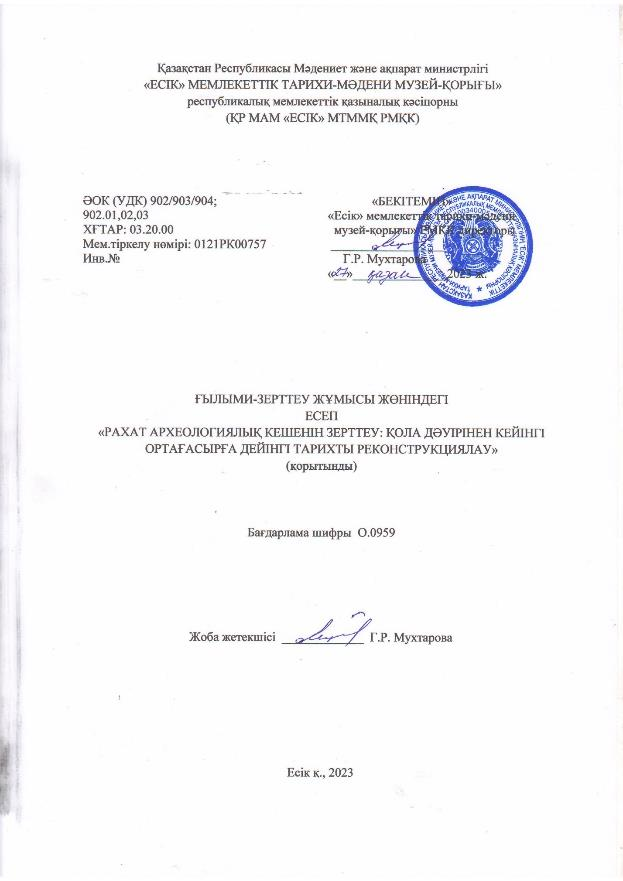 Қазақстан Республикасы Мәдениет және ақпарат министрлігі
«ЕСІК» МЕМЛЕКЕТТІК ТАРИХИ-МӘДЕНИ МУЗЕЙ-ҚОРЫҒЫ»
республикалық мемлекеттік қазыналық кәсіпорны
(ҚР МАМ «ЕСІК» МТММҚ РМҚК)
ӘОК (УДК) 902/903/904;
902.01,02,03
ХҒТАР: 03.20.00
Мем.тіркелу нөмірі: 0121РК00757
Инв.№
«БЕКІТЕМІН»
«Есік» мемлекеттік тарихи-мәдени
музей-қорығы» РМҚК директоры
Г.Р. Мухтарова
«27» қазан 2023 ж.
ҒЫЛЫМИ-ЗЕРТТЕУ ЖҰМЫСЫ ЖӨНІНДЕГІ
ЕСЕП
«РАХАТ АРХЕОЛОГИЯЛЫҚ КЕШЕНІН ЗЕРТТЕУ: ҚОЛА ДӘУІРІНЕН КЕЙІНГІ
ОРТАҒАСЫРҒА ДЕЙІНГІ ТАРИХТЫ РЕКОНСТРУКЦИЯЛАУ»
(қорытынды)
Бағдарлама шифры О.0959
Жоба жетекшісі Г.Р. Мухтарова
Есік қ., 2023